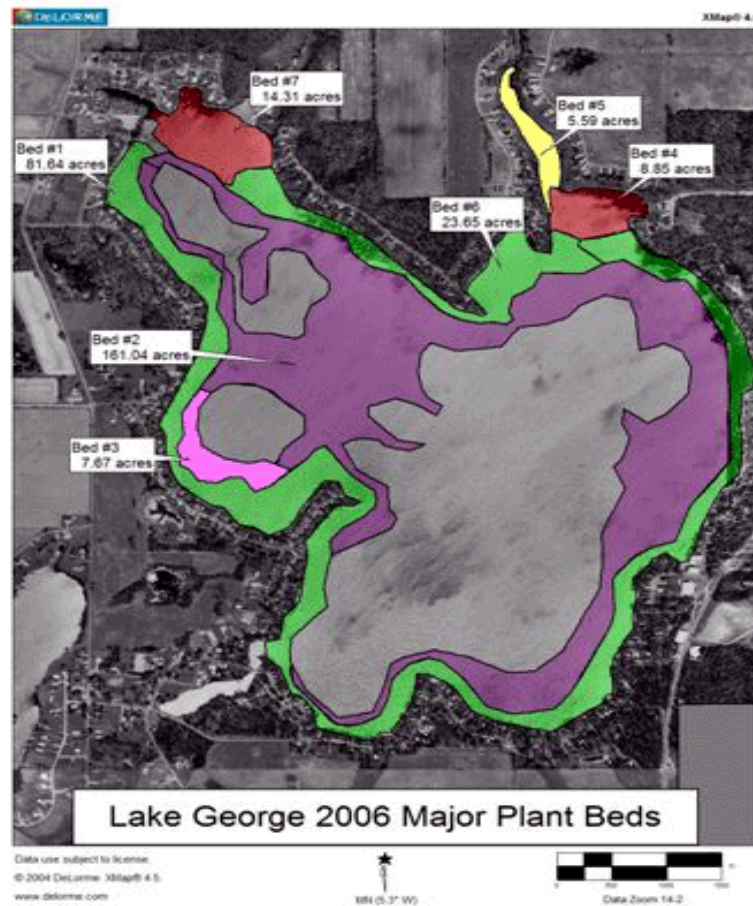 DELORME
XMap® 4.
Bed #7
14.31 acres
Bed #5
5.59 acres
Bed #1
81.64 acres
Bed #4
8.85 acres
Bed #6
23.65 acres
Bed #2
161.04 acres
Bed #3
7.67 acres
Lake George 2006 Major Plant Beds
Data use subject to license.
© 2004 DeLorme. XMap® 4.5.
www.delorme.com
MN (5.3° W)
Data Zoom 14-2